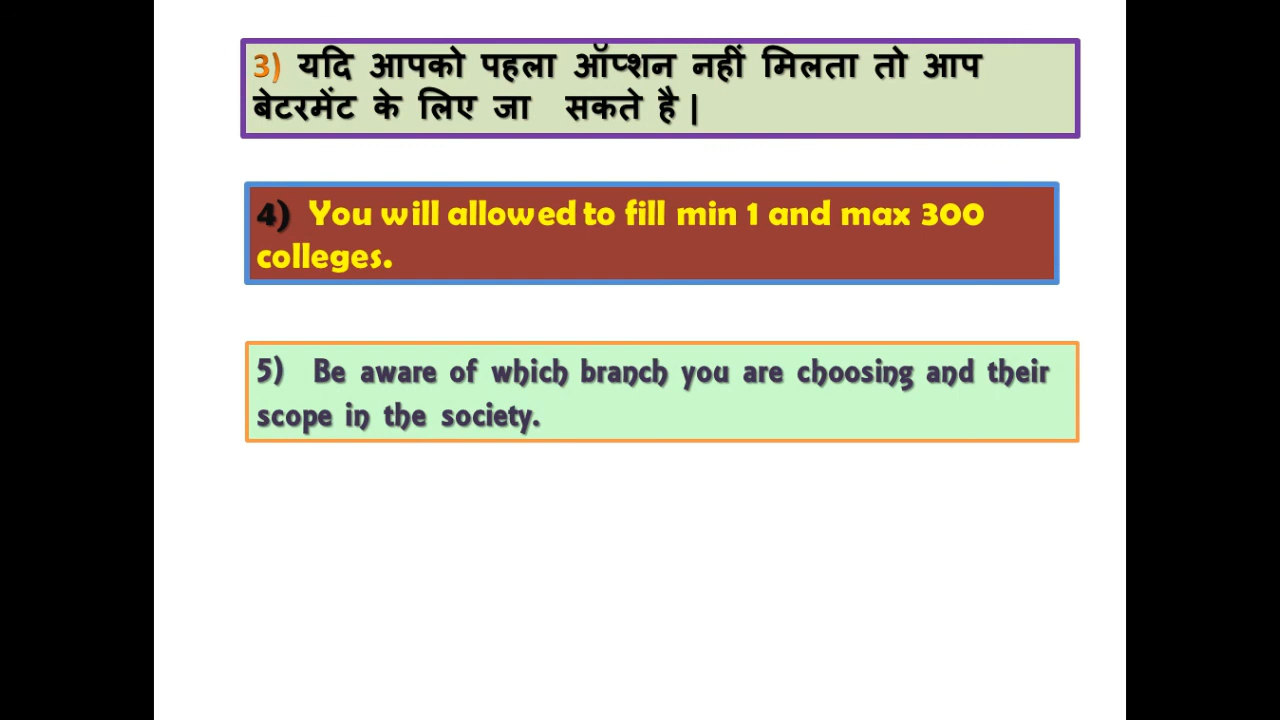 3) यदि आपको पहला ऑप्शन नहीं मिलता तो आप
बेटरमेंट के लिए जा सकते है |
4) You will allowed to fill min 1 and max 300
colleges.
5) Be aware of which branch you are choosing and their
scope in the society.